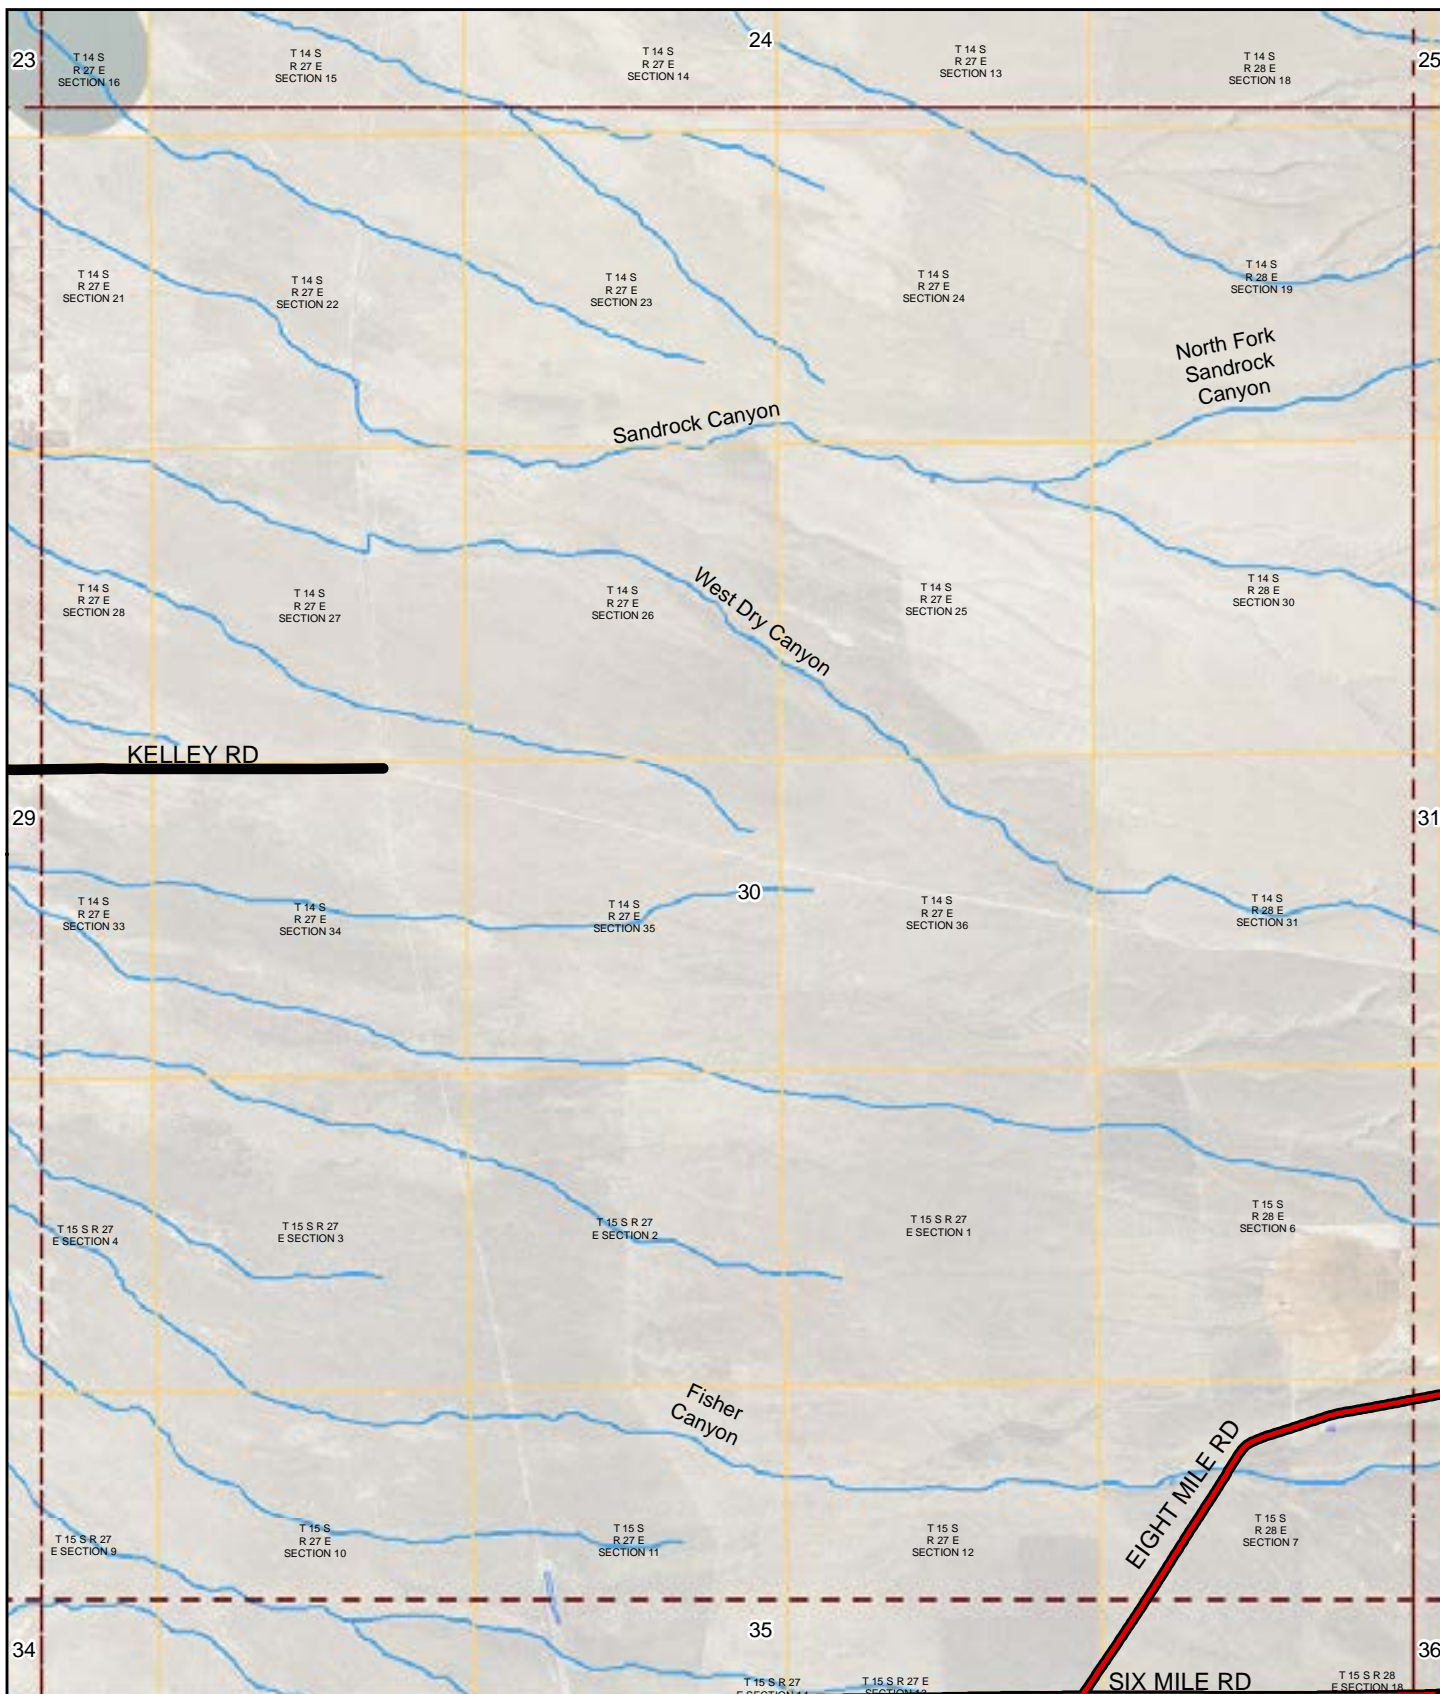 23
24
25
T 14 S
R 27 E
SECTION 16
T 14 S
R 27 E
SECTION 15
T 14 S
R 27 E
SECTION 14
T 14 S
R 27 E
SECTION 13
T 14 S
R 28 E
SECTION 18
T 14 S
R 27 E
SECTION 21
T 14 S
R 27 E
SECTION 22
T 14 S
R 27 E
SECTION 23
T 14 S
R 27 E
SECTION 24
T 14 S
R 28 E
SECTION 19
North Fork
Sandrock
Canyon
Sandrock Canyon
T 14 S
R 27 E
SECTION 28
T 14 S
R 27 E
SECTION 27
T 14 S
R 27 E
SECTION 26
West Dry Canyon
T 14 S
R 27 E
SECTION 25
T 14 S
R 28 E
SECTION 30
KELLEY RD
29
31
30
T 14 S
R 27 E
SECTION 33
T 14 S
R 27 E
SECTION 34
T 14 S
R 27 E
SECTION 35
T 14 S
R 27 E
SECTION 36
T 14 S
R 28 E
SECTION 31
T 15 S R 27
E SECTION 4
T 15 S R 27
E SECTION 3
T 15 S R 27
E SECTION 2
T 15 S R 27
E SECTION 1
T 15 S
R 28 E
SECTION 6
Fisher
Canyon
EIGHT MILE RD
T 15 S R 27
E SECTION 9
T 15 S
R 27 E
SECTION 10
T 15 S
R 27 E
SECTION 11
T 15 S
R 27 E
SECTION 12
T 15 S
R 28 E
SECTION 7
34
35
36
T 15 S R 27
T 15 S R 27 E
SIX MILE RD
T 15 S R 28
E SECTION 18